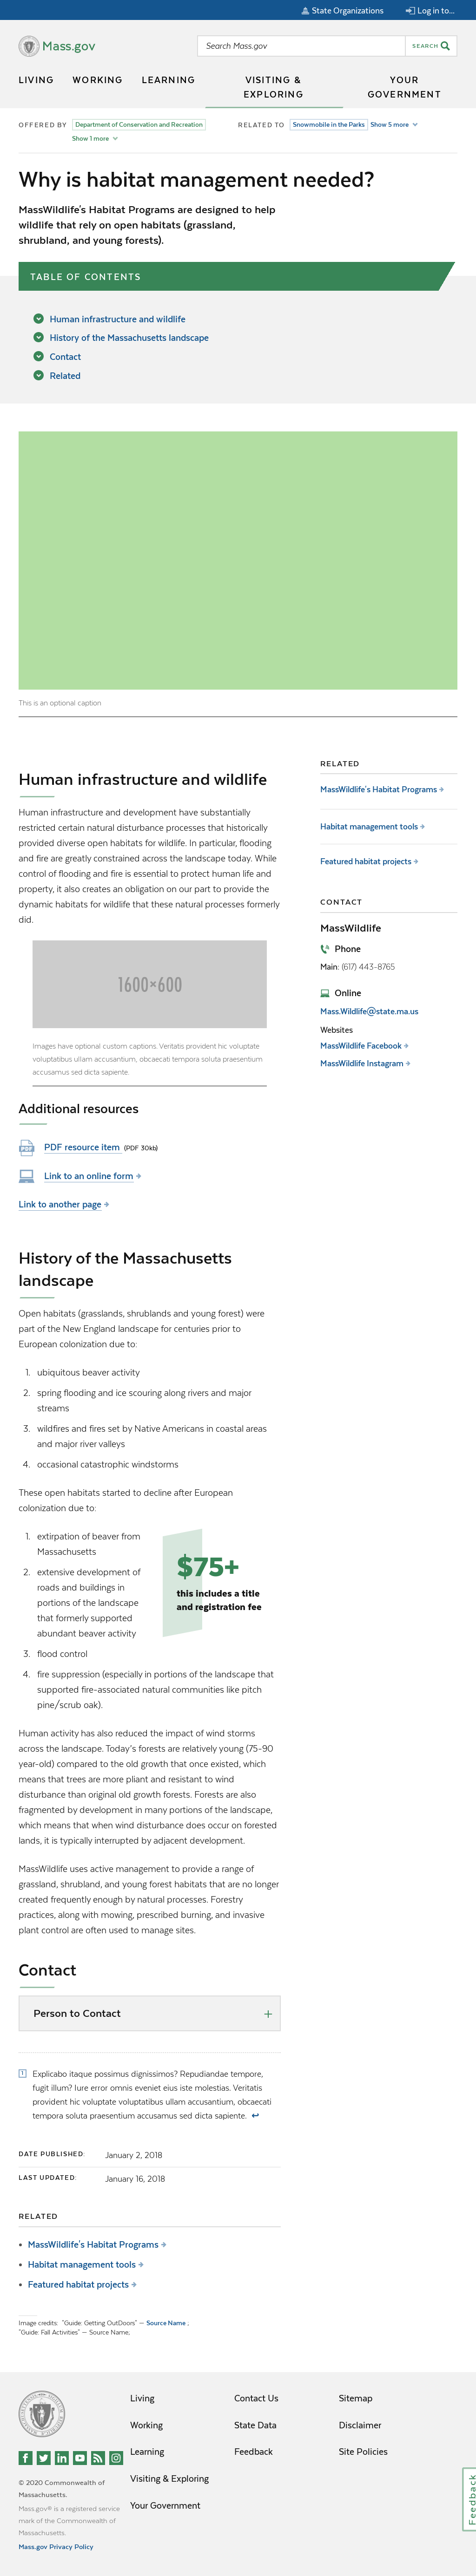 State Organizations
Log in to...
Mass.gov
Search Mass.gov
SEARCH
LIVING
WORKING
LEARNING
VISITING &
EXPLORING
YOUR
GOVERNMENT
OFFERED BY
Department of Conservation and Recreation
Show 1 more
RELATED TO
Snowmobile in the Parks
Show 5 more
Why is habitat management needed?
MassWildlife's Habitat Programs are designed to help
wildlife that rely on open habitats (grassland,
shrubland, and young forests).
TABLE OF CONTENTS
Human infrastructure and wildlife
History of the Massachusetts landscape
Contact
Related
This is an optional caption
Human infrastructure and wildlife
Human infrastructure and development have substantially
restricted certain natural disturbance processes that historically
provided diverse open habitats for wildlife. In particular, flooding
and fire are greatly constrained across the landscape today. While
control of flooding and fire is essential to protect human life and
property, it also creates an obligation on our part to provide the
dynamic habitats for wildlife that these natural processes formerly
did.
1600×600
Images have optional custom captions. Veritatis provident hic voluptate
voluptatibus ullam accusantium, obcaecati tempora soluta praesentium
accusamus sed dicta sapiente.
Additional resources
PDF
PDF resource item (PDF 30kb)
Link to an online form
Link to another page
RELATED
MassWildlife's Habitat Programs
Habitat management tools
Featured habitat projects
CONTACT
MassWildlife
Phone
Main: (617) 443-8765
Online
Mass.Wildlife@state.ma.us
Websites
MassWildlife Facebook
MassWildlife Instagram
History of the Massachusetts
landscape
Open habitats (grasslands, shrublands and young forest) were
part of the New England landscape for centuries prior to
European colonization due to:
1. ubiquitous beaver activity
2. spring flooding and ice scouring along rivers and major
streams
3. wildfires and fires set by Native Americans in coastal areas
and major river valleys
4. occasional catastrophic windstorms
These open habitats started to decline after European
colonization due to:
1. extirpation of beaver from
Massachusetts
2. extensive development of
roads and buildings in
portions of the landscape
that formerly supported
abundant beaver activity
$75+
this includes a title
and registration fee
3. flood control
4. fire suppression (especially in portions of the landscape that
supported fire-associated natural communities like pitch
pine/scrub oak).
Human activity has also reduced the impact of wind storms
across the landscape. Today's forests are relatively young (75-90
year-old) compared to the old growth that once existed, which
means that trees are more pliant and resistant to wind
disturbance than original old growth forests. Forests are also
fragmented by development in many portions of the landscape,
which means that when wind disturbance does occur on forested
lands, it is typically interrupted by adjacent development.
MassWildlife uses active management to provide a range of
grassland, shrubland, and young forest habitats that are no longer
created frequently enough by natural processes. Forestry
practices, along with mowing, prescribed burning, and invasive
plant control are often used to manage sites.
Contact
Person to Contact
1 Explicabo itaque possimus dignissimos? Repudiandae tempore,
fugit illum? Iure error omnis eveniet eius iste molestias. Veritatis
provident hic voluptate voluptatibus ullam accusantium, obcaecati
tempora soluta praesentium accusamus sed dicta sapiente.
DATE PUBLISHED: January 2, 2018
LAST UPDATED: January 16, 2018
RELATED
MassWildlife's Habitat Programs
Habitat management tools
Featured habitat projects
Image credits: "Guide: Getting OutDoors" — Source Name ;
"Guide: Fall Activities" — Source Name;
Living
Working
Learning
Visiting & Exploring
Your Government
Contact Us
State Data
Feedback
Sitemap
Disclaimer
Site Policies
© 2020 Commonwealth of
Massachusetts.
Mass.gov® is a registered service
mark of the Commonwealth of
Massachusetts.
Mass.gov Privacy Policy
Feedback